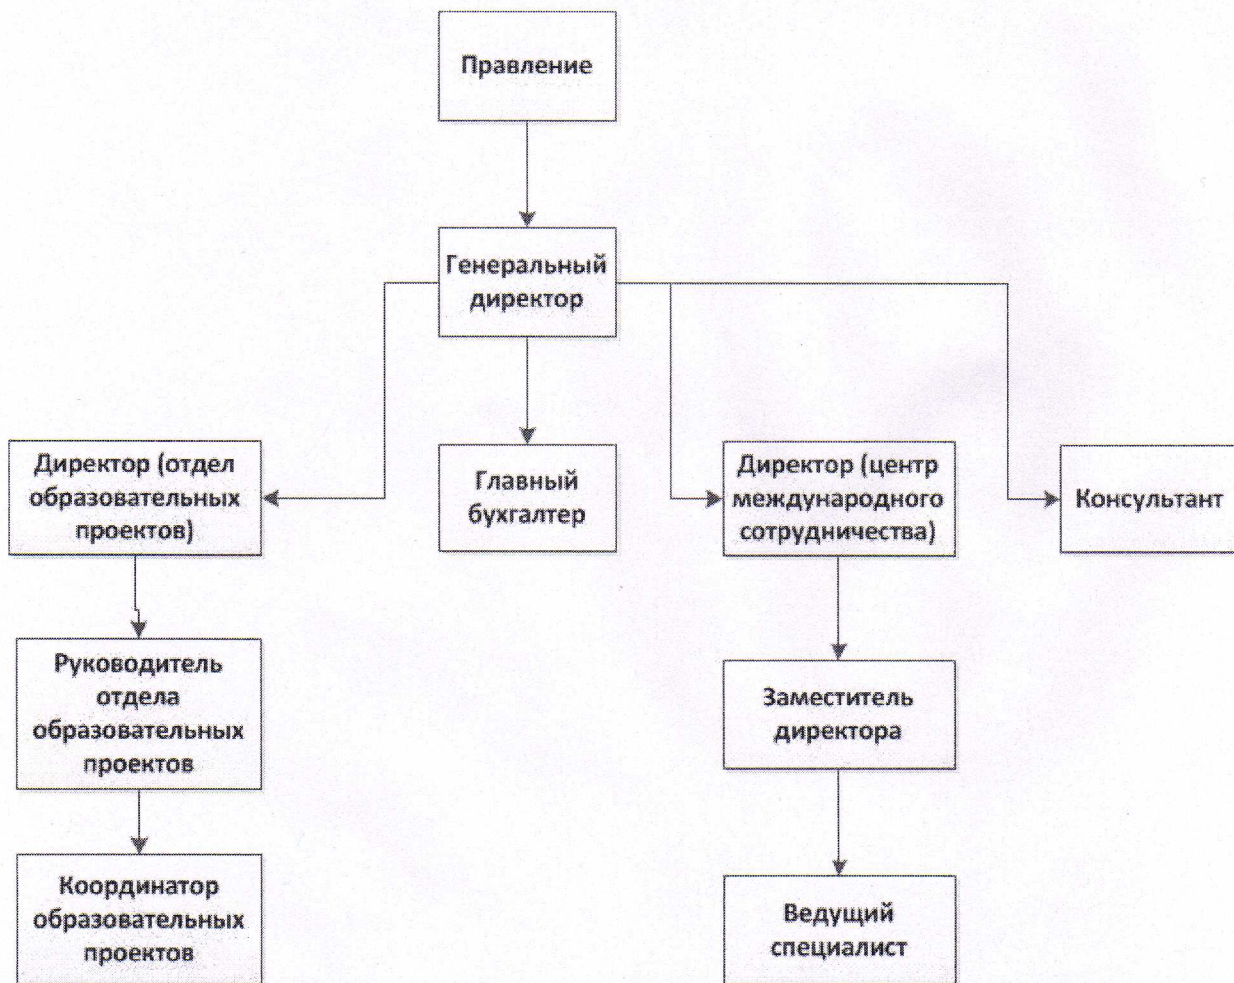 Правление
Генеральный
директор
Директор (отдел
образовательных
проектов)
Главный
бухгалтер
Директор (центр
международного
сотрудничества)
Консультант
Руководитель
отдела
образовательных
проектов
Заместитель
директора
Координатор
образовательных
проектов
Ведущий
специалист